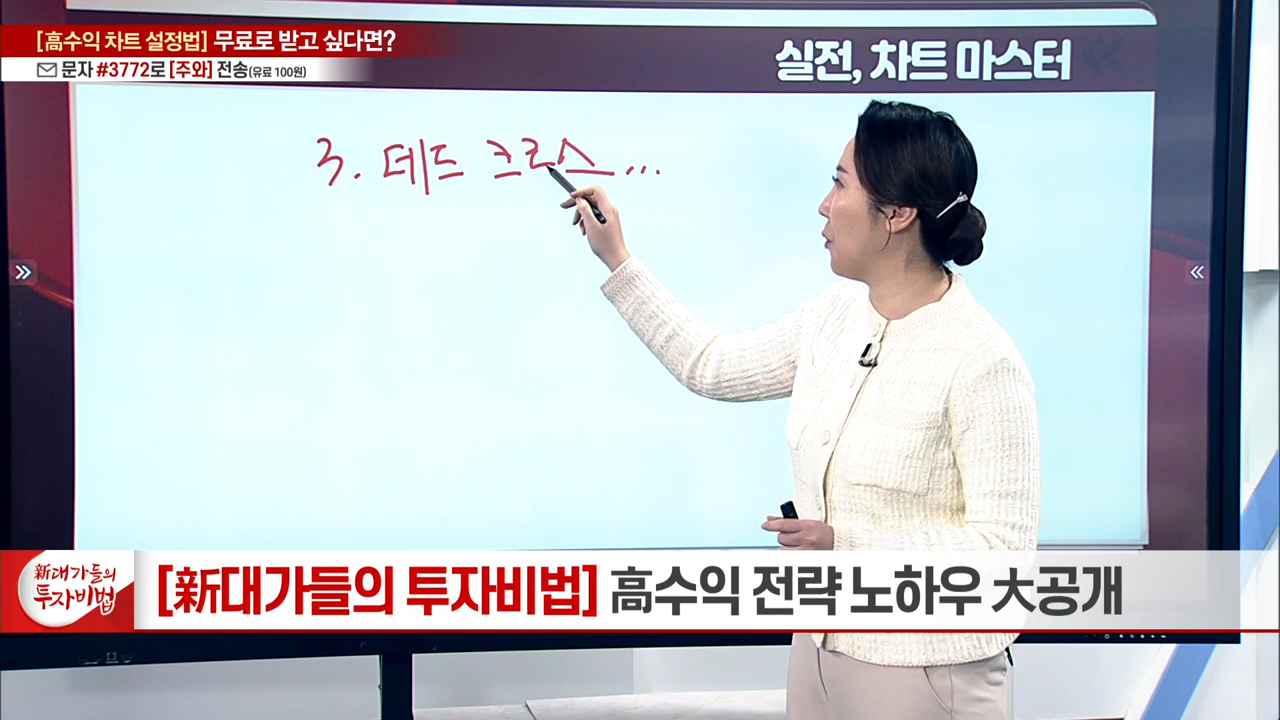 [高수익 차트 설정법] 무료로 받고 싶다면?
문자 #3772로 [주와] 전송(유료 100원)
실전, 차트 마스터
3. 데드 크로스...
新대가들의
투자비법
[新대가들의 투자비법] 高수익 전략 노하우 大공개